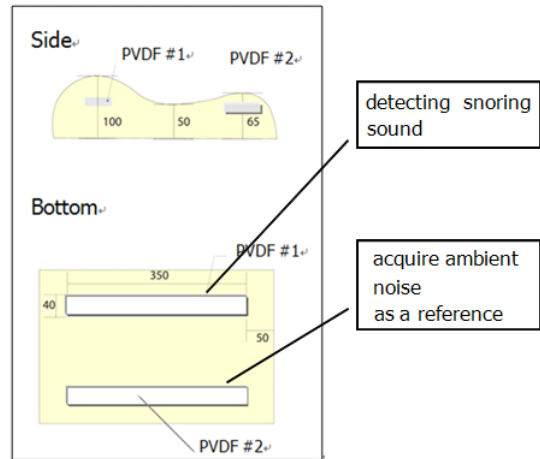 Side
PVDF #1
PVDF #2
100
50
65
Bottom
PVDF #1
350
40
50
PVDF #2
detecting snoring
sound
acquire ambient
noise
as a reference